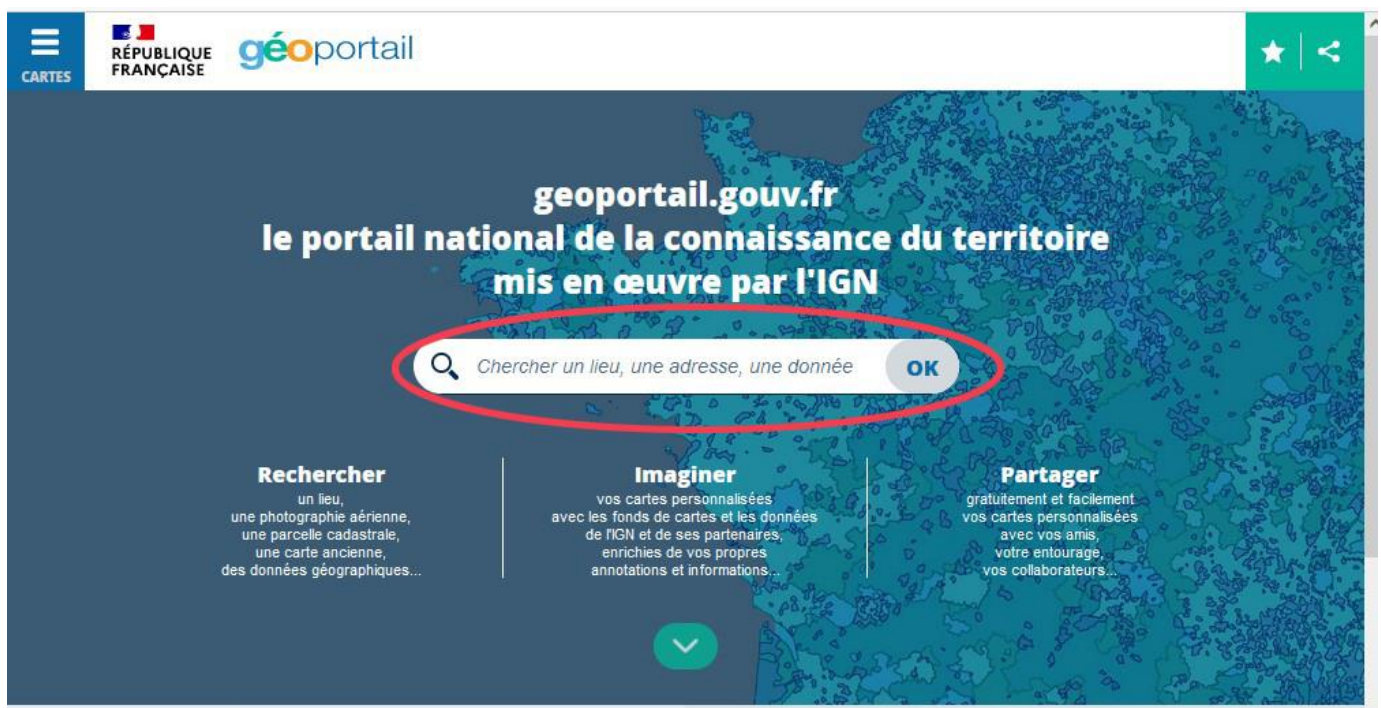 CARTES
RÉPUBLIQUE
FRANÇAISE
géoportail
geoportail.gouv.fr
le portail national de la connaissance du territoire
mis en œuvre par l'IGN
Chercher un lieu, une adresse, une donnée
OK
Rechercher
un lieu,
une photographie aérienne,
une parcelle cadastrale,
une carte ancienne,
des données géographiques...
Imaginer
vos cartes personnalisées
avec les fonds de cartes et les données
de l'IGN et de ses partenaires,
enrichies de vos propres
annotations et informations...
Partager
gratuitement et facilement
vos cartes personnalisées
avec vos amis,
votre entourage,
vos collaborateurs...